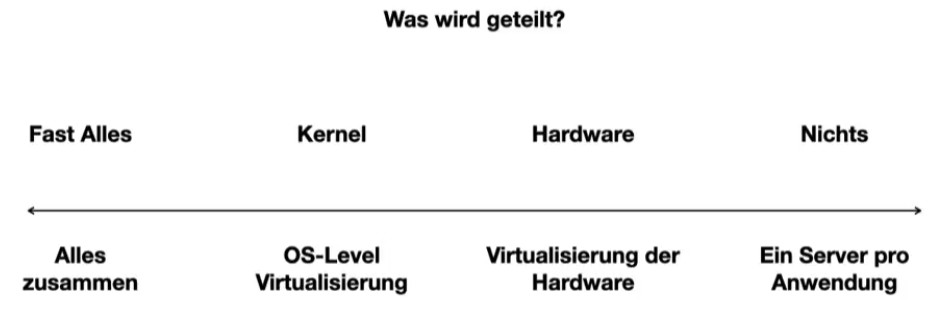 Was wird geteilt?
Fast Alles
Kernel
Hardware
Nichts
Alles
zusammen
OS-Level
Virtualisierung
Virtualisierung der
Hardware
Ein Server pro
Anwendung